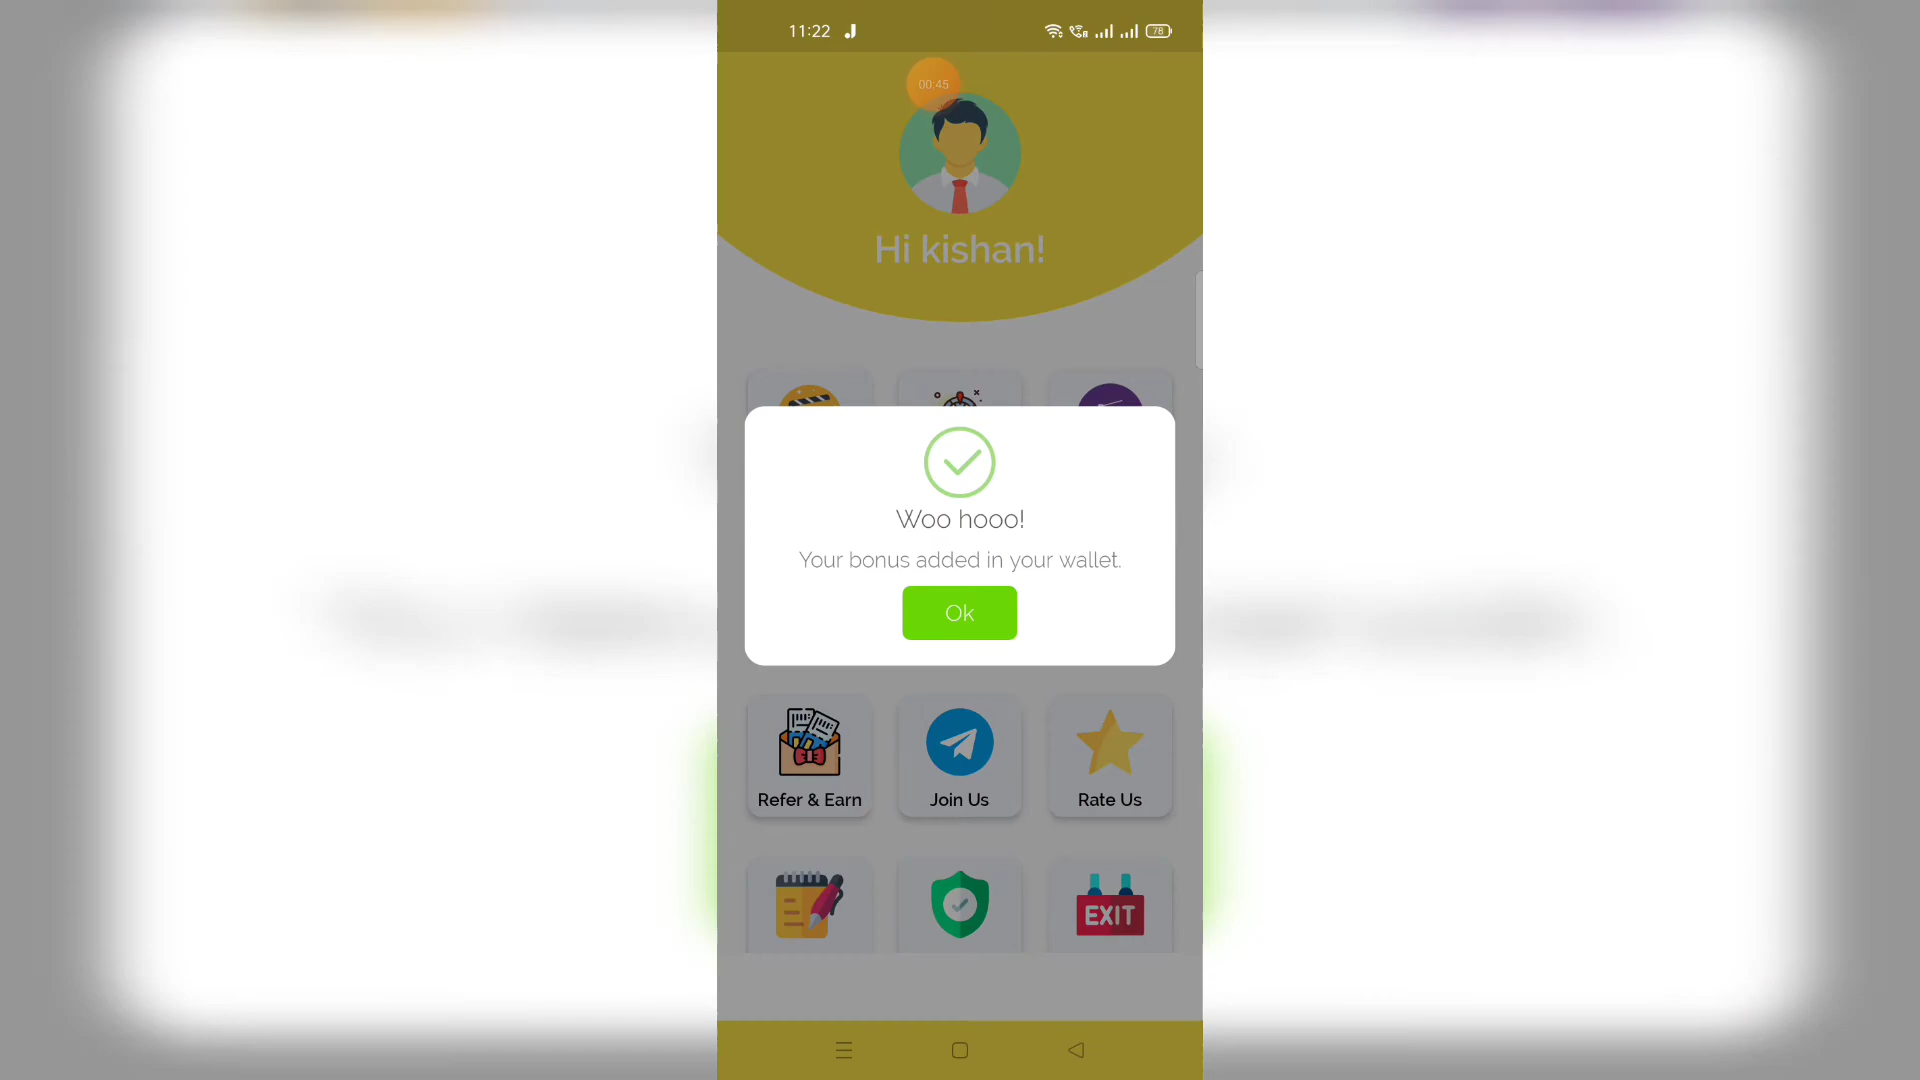 11:22
78
00:45
Hi kishan!
Woo hooo!
Your bonus added in your wallet.
Ok
Refer & Earn
Join Us
Rate Us
EXIT